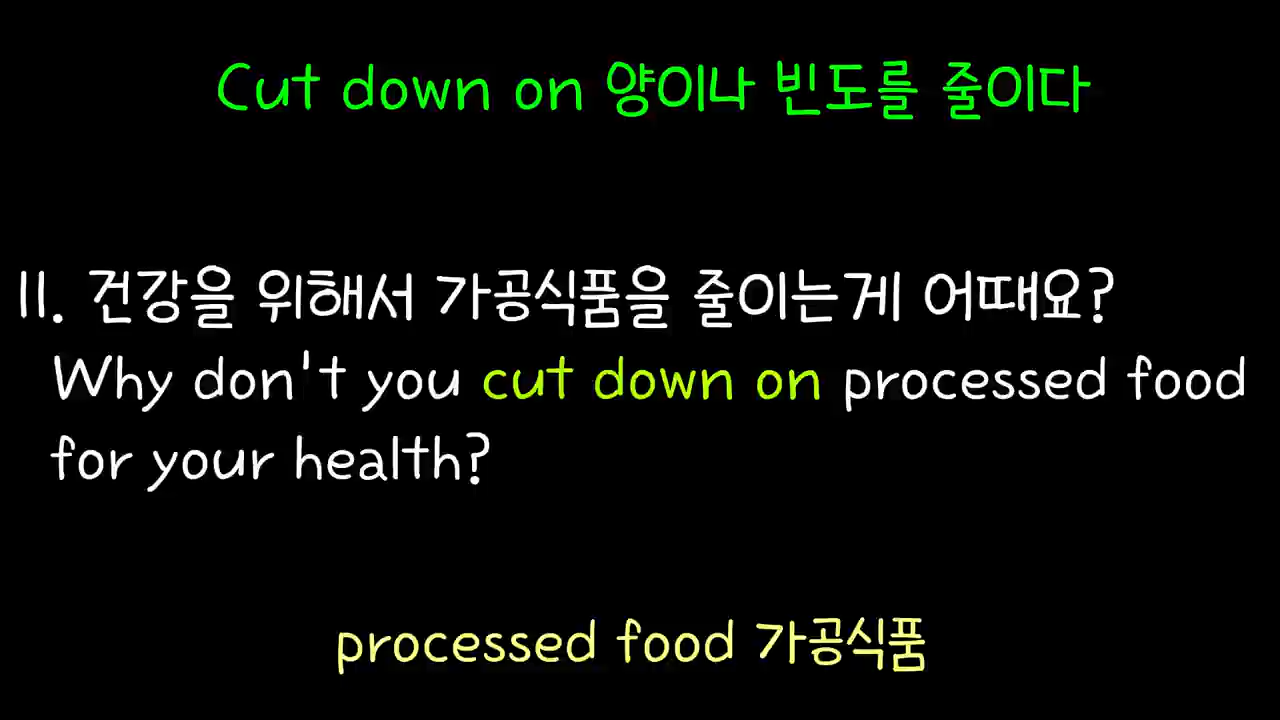 Cut down on 양이나 빈도를 줄이다
11. 건강을 위해서 가공식품을 줄이는게 어때요?
Why don't you cut down on processed food
for your health?
processed food 가공식품